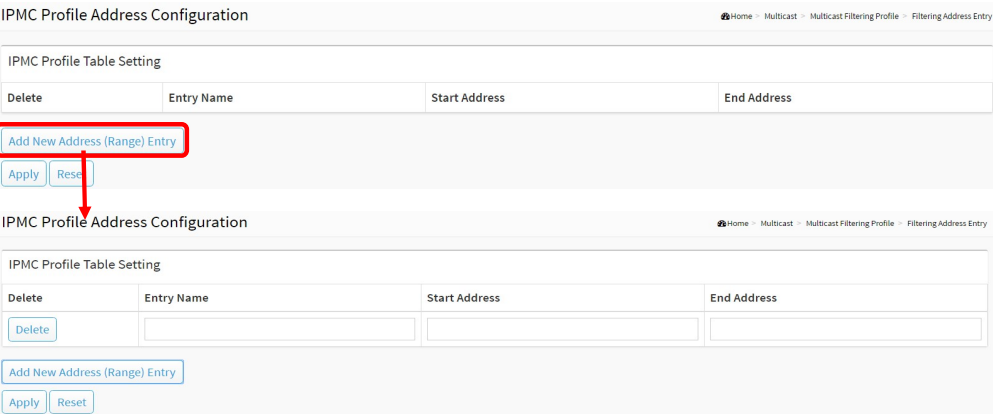 IPMC Profile Address Configuration
Home > Multicast > Multicast Filtering Profile > Filtering Address Entry
IPMC Profile Table Setting
Delete Entry Name Start Address End Address
Add New Address (Range) Entry
Apply Reset
IPMC Profile Address Configuration
Home > Multicast > Multicast Filtering Profile > Filtering Address Entry
IPMC Profile Table Setting
Delete Entry Name Start Address End Address
Delete
Add New Address (Range) Entry
Apply Reset